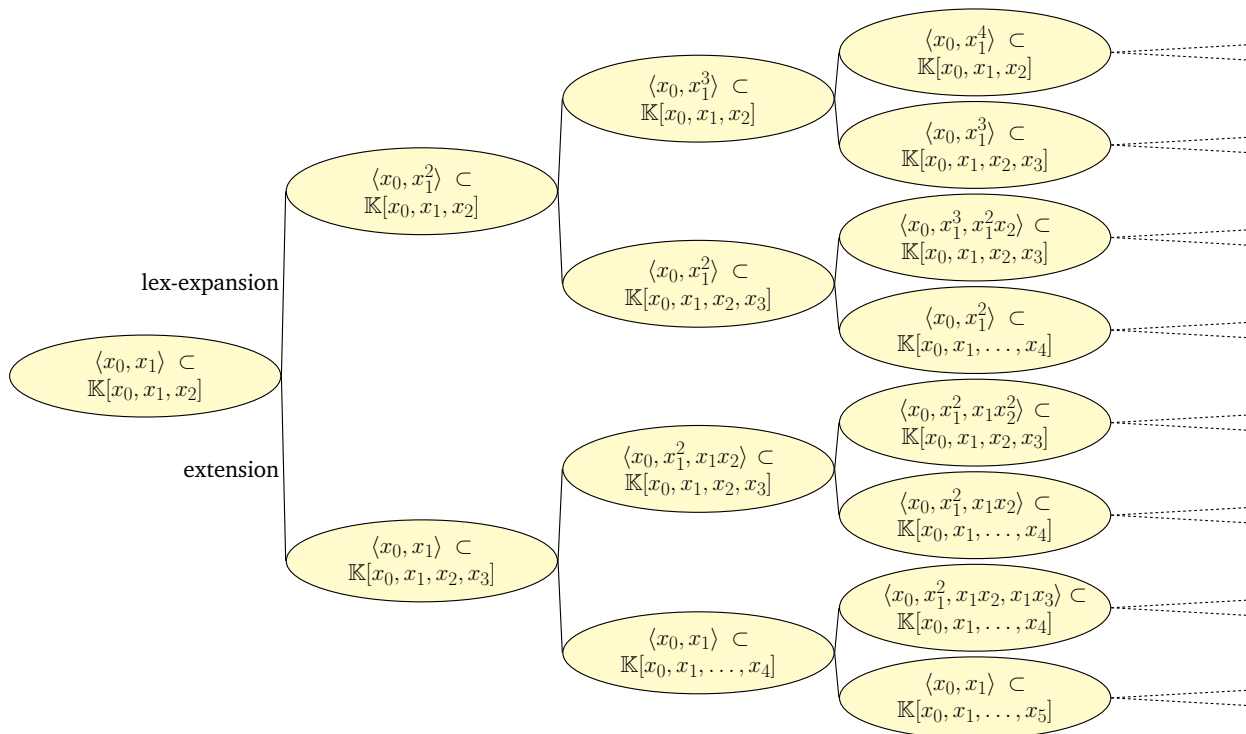 ⟨x₀, x₁⁴⟩ ⊂
𝕂[x₀, x₁, x₂]
⟨x₀, x₁³⟩ ⊂
𝕂[x₀, x₁, x₂]
⟨x₀, x₁³⟩ ⊂
𝕂[x₀, x₁, x₂, x₃]
⟨x₀, x₁²⟩ ⊂
𝕂[x₀, x₁, x₂]
⟨x₀, x₁³, x₁²x₂⟩ ⊂
𝕂[x₀, x₁, x₂, x₃]
lex-expansion
⟨x₀, x₁²⟩ ⊂
𝕂[x₀, x₁, x₂, x₃]
⟨x₀, x₁²⟩ ⊂
𝕂[x₀, x₁, . . . , x₄]
⟨x₀, x₁⟩ ⊂
𝕂[x₀, x₁, x₂]
⟨x₀, x₁², x₁x₂²⟩ ⊂
𝕂[x₀, x₁, x₂, x₃]
extension
⟨x₀, x₁², x₁x₂⟩ ⊂
𝕂[x₀, x₁, x₂, x₃]
⟨x₀, x₁², x₁x₂⟩ ⊂
𝕂[x₀, x₁, . . . , x₄]
⟨x₀, x₁⟩ ⊂
𝕂[x₀, x₁, x₂, x₃]
⟨x₀, x₁², x₁x₂, x₁x₃⟩ ⊂
𝕂[x₀, x₁, . . . , x₄]
⟨x₀, x₁⟩ ⊂
𝕂[x₀, x₁, . . . , x₄]
⟨x₀, x₁⟩ ⊂
𝕂[x₀, x₁, . . . , x₅]